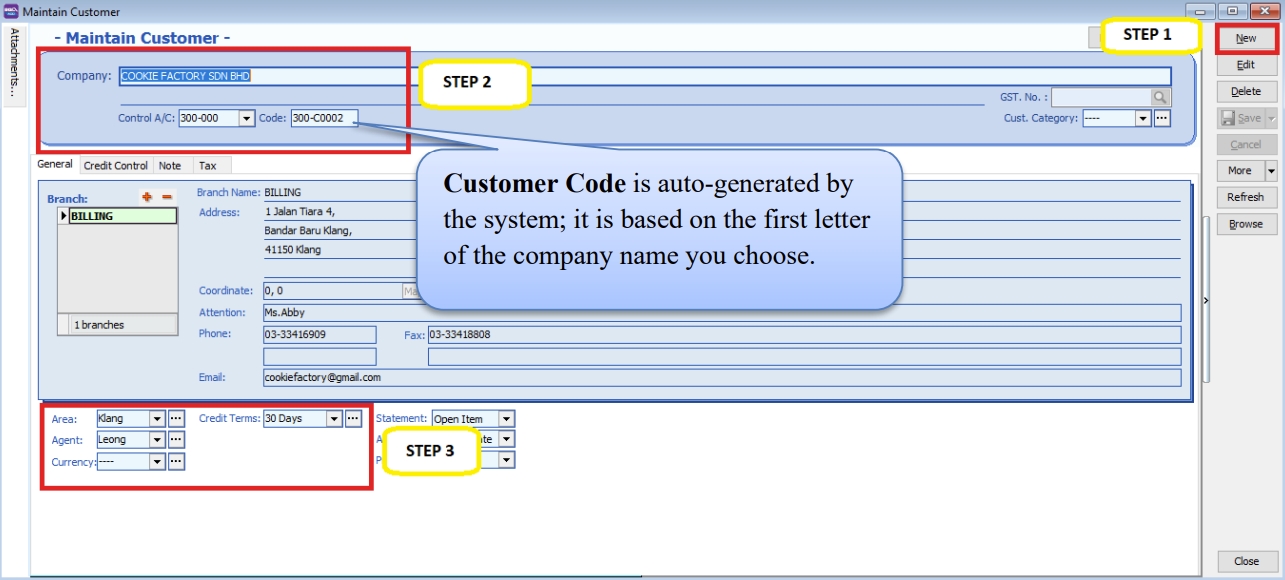 Maintain Customer
Attachments...
- Maintain Customer -
STEP 1
New
Edit
Delete
Save
Cancel
More
Refresh
Browse
Company: COOKIE FACTORY SDN BHD
STEP 2
GST. No. :
Control A/C: 300-000 Code: 300-C0002
Cust. Category: ----
General Credit Control Note Tax
Branch:
BILLING
1 branches
Branch Name: BILLING
Address: 1 Jalan Tiara 4,
Bandar Baru Klang,
41150 Klang
Customer Code is auto-generated by
the system; it is based on the first letter
of the company name you choose.
Coordinate: 0, 0
Attention: Ms.Abby
Phone: 03-33416909 Fax: 03-33418808
Email: cookiefactory@gmail.com
Area: Klang Credit Terms: 30 Days Statement: Open Item
Agent: Leong
Currency: ----
STEP 3
Close